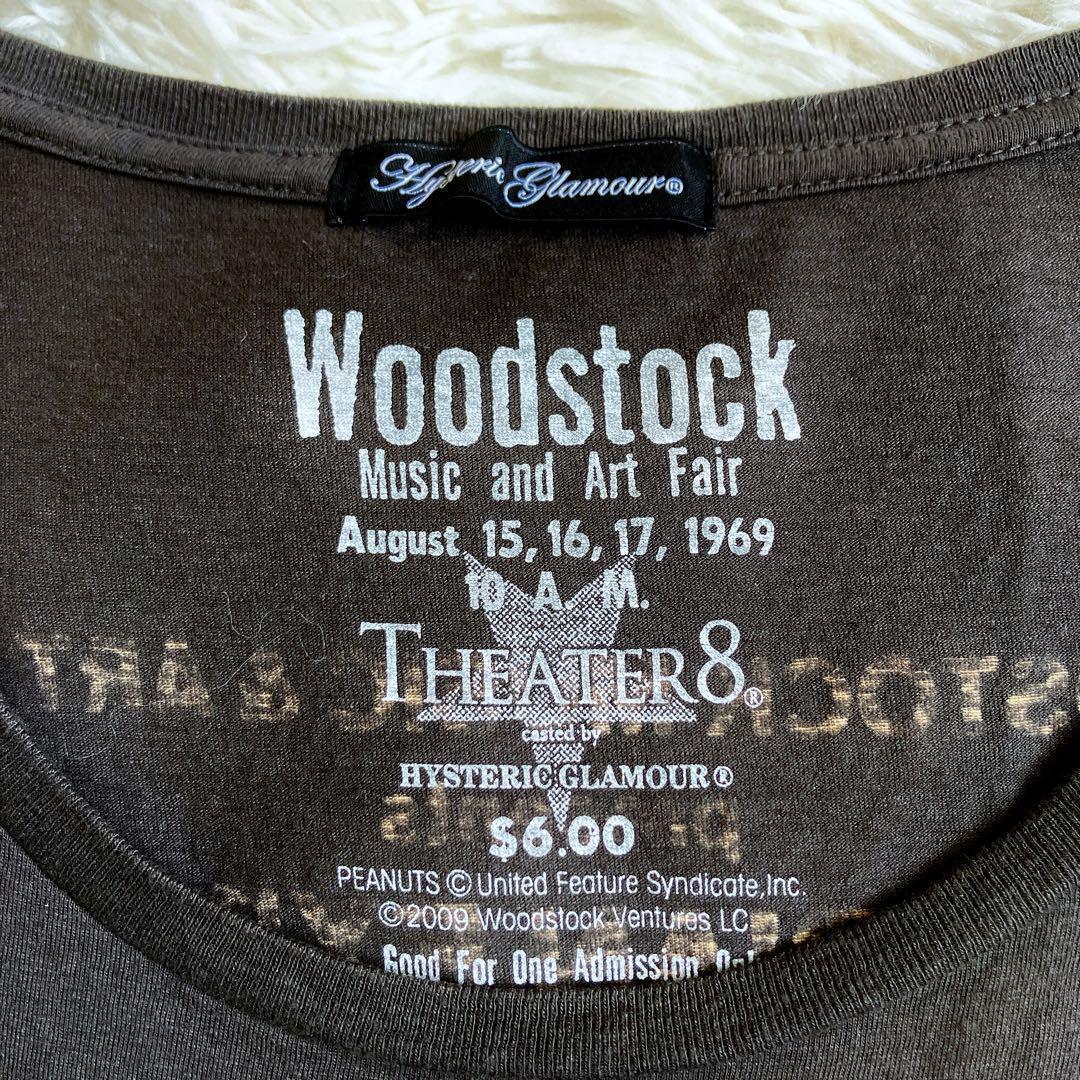 Hysteric Glamour®
Woodstock
Music and Art Fair
August 15, 16, 17, 1969
10 A. M.
THEATER8®
casted by
HYSTERIC GLAMOUR®
$6.00
PEANUTS © United Feature Syndicate, Inc.
©2009 Woodstock Ventures LC
Good For One Admission